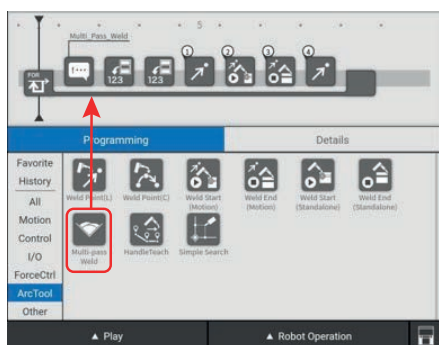 5
Multi_Pass_Weld
1 2 3 4
FOR
123 123
Programming Details
Favorite
History
All
Motion
Control
I/O
ForceCtrl
ArcTool
Other
Weld Point(L) Weld Point(C) Weld Start (Motion) Weld End (Motion) Weld Start (Standalone) Weld End (Standalone)
Multi-pass Weld HandleTeach Simple Search
▲ Play ▲ Robot Operation